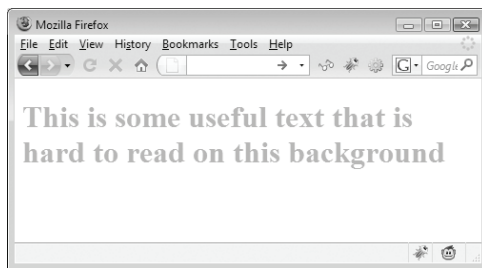 Mozilla Firefox
File Edit View History Bookmarks Tools Help
G Google
This is some useful text that is
hard to read on this background